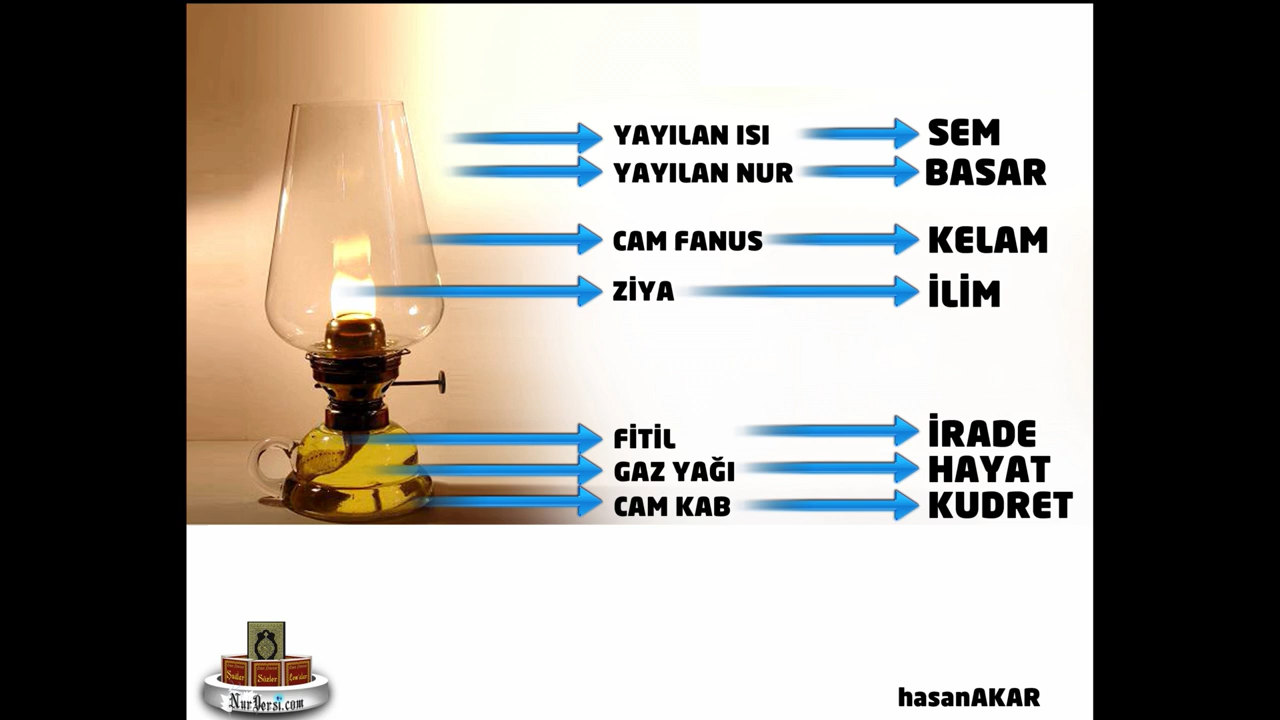 YAYILAN ISI SEM
YAYILAN NUR BASAR
CAM FANUS KELAM
ZİYA İLİM
FİTİL İRADE
GAZ YAĞI HAYAT
CAM KAB KUDRET
Sözler
NurDersi.com
hasanAKAR